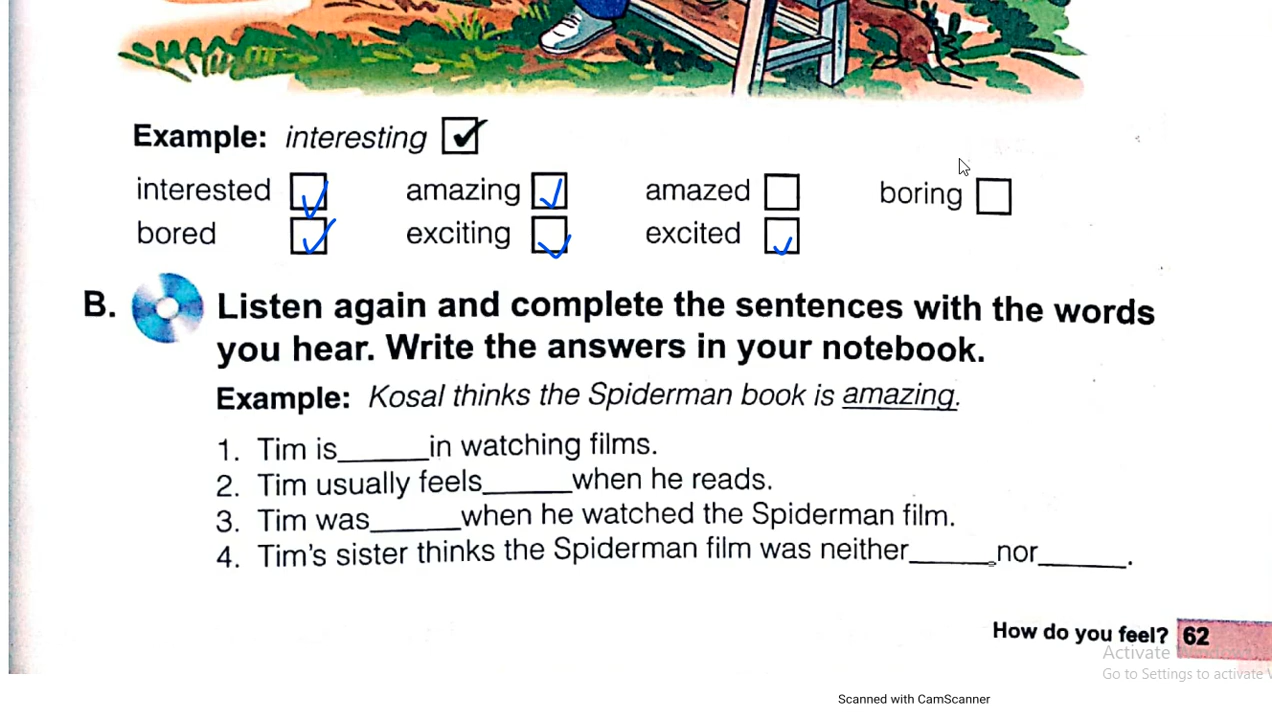 Example: interesting
interested amazing amazed boring
bored exciting excited
B. Listen again and complete the sentences with the words
you hear. Write the answers in your notebook.
Example: Kosal thinks the Spiderman book is amazing.
1. Tim is______in watching films.
2. Tim usually feels______when he reads.
3. Tim was______when he watched the Spiderman film.
4. Tim's sister thinks the Spiderman film was neither______nor______.
How do you feel? 62
Activate
Go to Settings to activate
Scanned with CamScanner